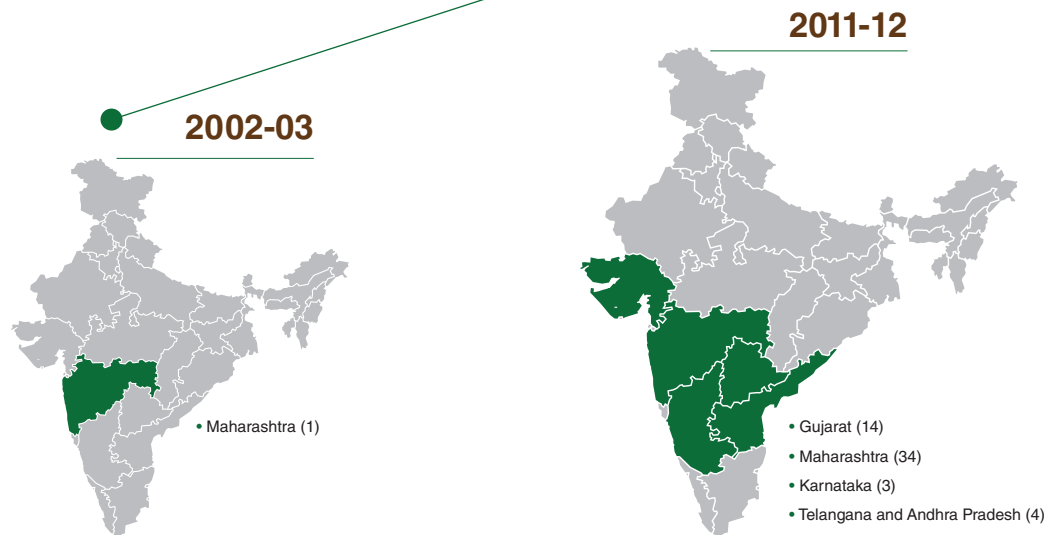 2002-03
• Maharashtra (1)
2011-12
• Gujarat (14)
• Maharashtra (34)
• Karnataka (3)
• Telangana and Andhra Pradesh (4)